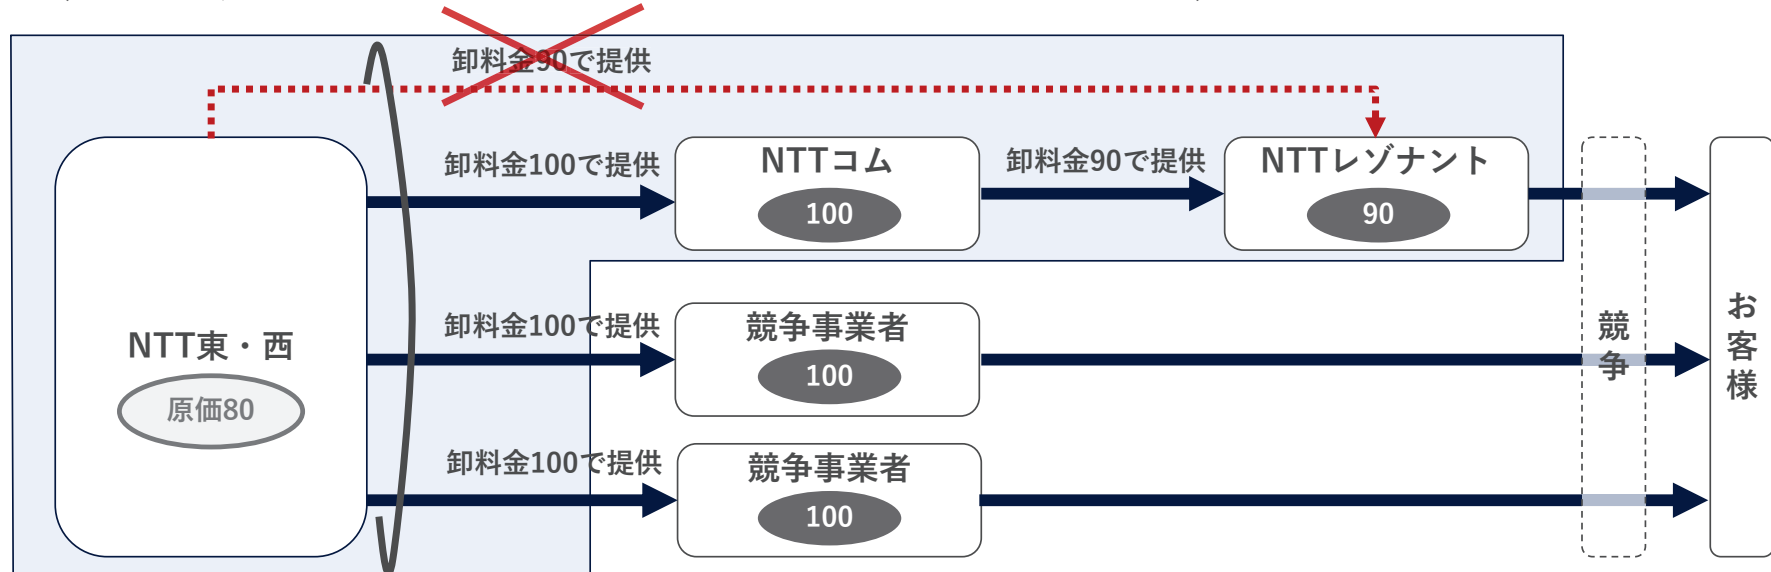 卸料金90で提供
卸料金100で提供
NTTコム
100
卸料金90で提供
NTTレゾナント
90
NTT東・西
原価80
卸料金100で提供
競争事業者
100
卸料金100で提供
競争事業者
100
競争
お客様